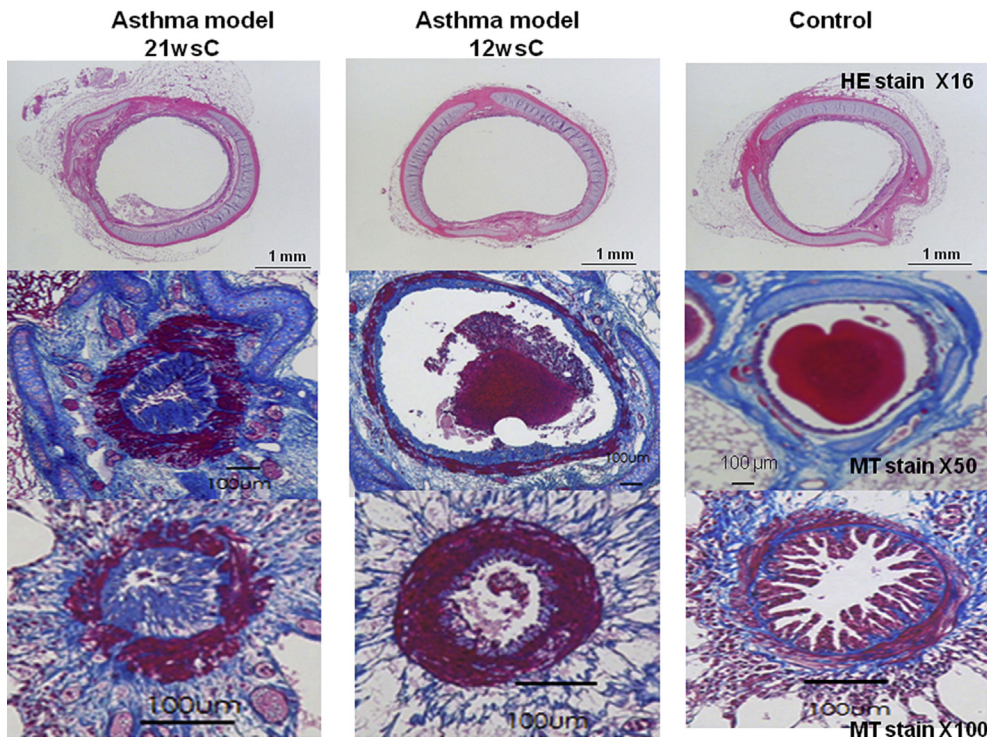 Asthma model
21wsC
Asthma model
12wsC
Control
HE stain X16
1 mm
1 mm
1 mm
100um
100um
100 µm
MT stain X50
100um
100um
100um
MT stain X100